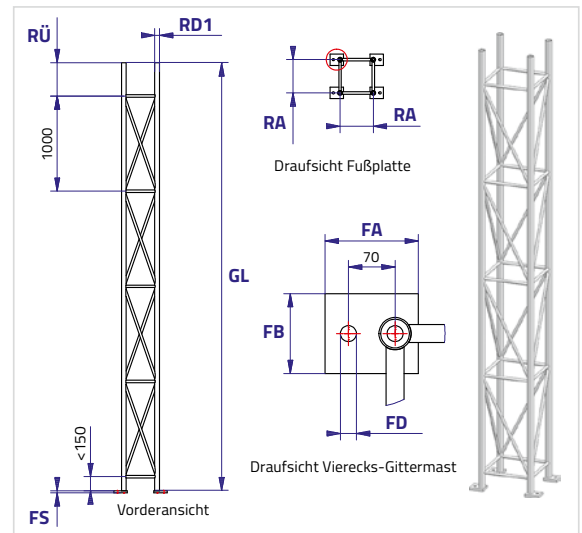 RÜ
RD1
1000
GL
<150
FS
Vorderansicht
RA
RA
Draufsicht Fußplatte
FA
70
FB
FD
Draufsicht Vierecks-Gittermast